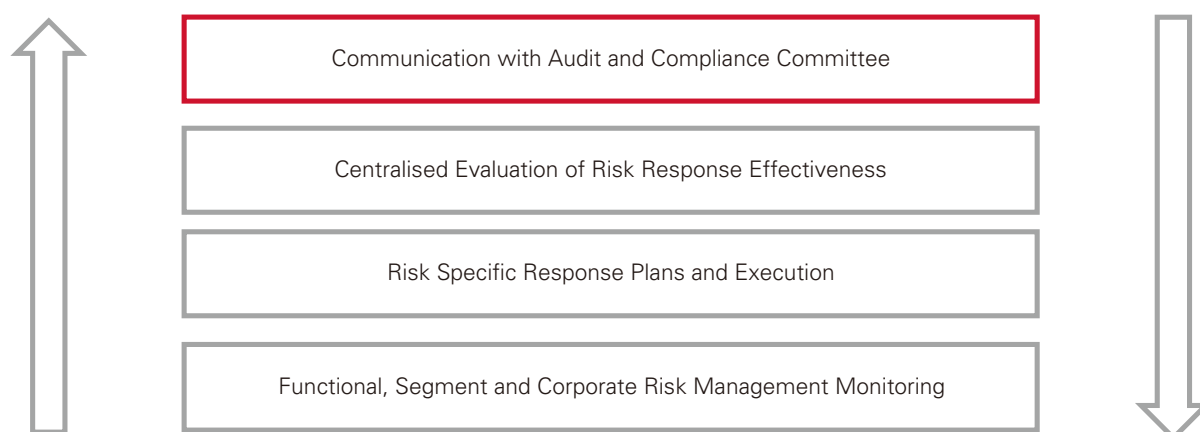 Communication with Audit and Compliance Committee
Centralised Evaluation of Risk Response Effectiveness
Risk Specific Response Plans and Execution
Functional, Segment and Corporate Risk Management Monitoring